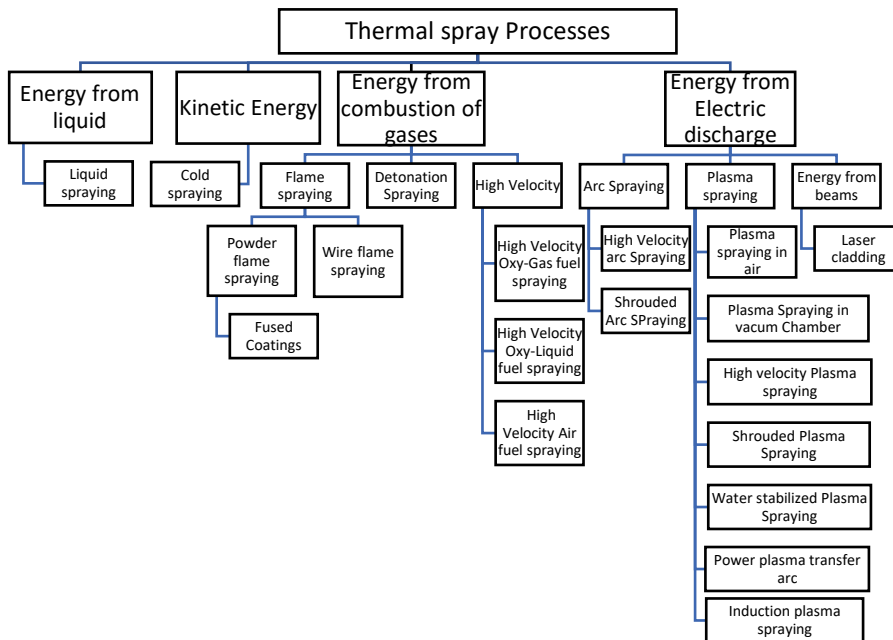 Thermal spray Processes
Energy from
liquid
Kinetic Energy
Energy from
combustion of
gases
Energy from
Electric
discharge
Liquid
spraying
Cold
spraying
Flame
spraying
Detonation
Spraying
High Velocity
Arc Spraying
Plasma
spraying
Energy from
beams
Powder
flame
spraying
Wire flame
spraying
Fused
Coatings
High Velocity
Oxy-Gas fuel
spraying
High Velocity
Oxy-Liquid
fuel spraying
High
Velocity Air
fuel spraying
High Velocity
arc Spraying
Shrouded
Arc SPraying
Plasma
spraying in
air
Plasma Spraying in
vacum Chamber
High velocity Plasma
spraying
Shrouded Plasma
Spraying
Water stabilized Plasma
Spraying
Power plasma transfer
arc
Induction plasma
spraying
Laser
cladding